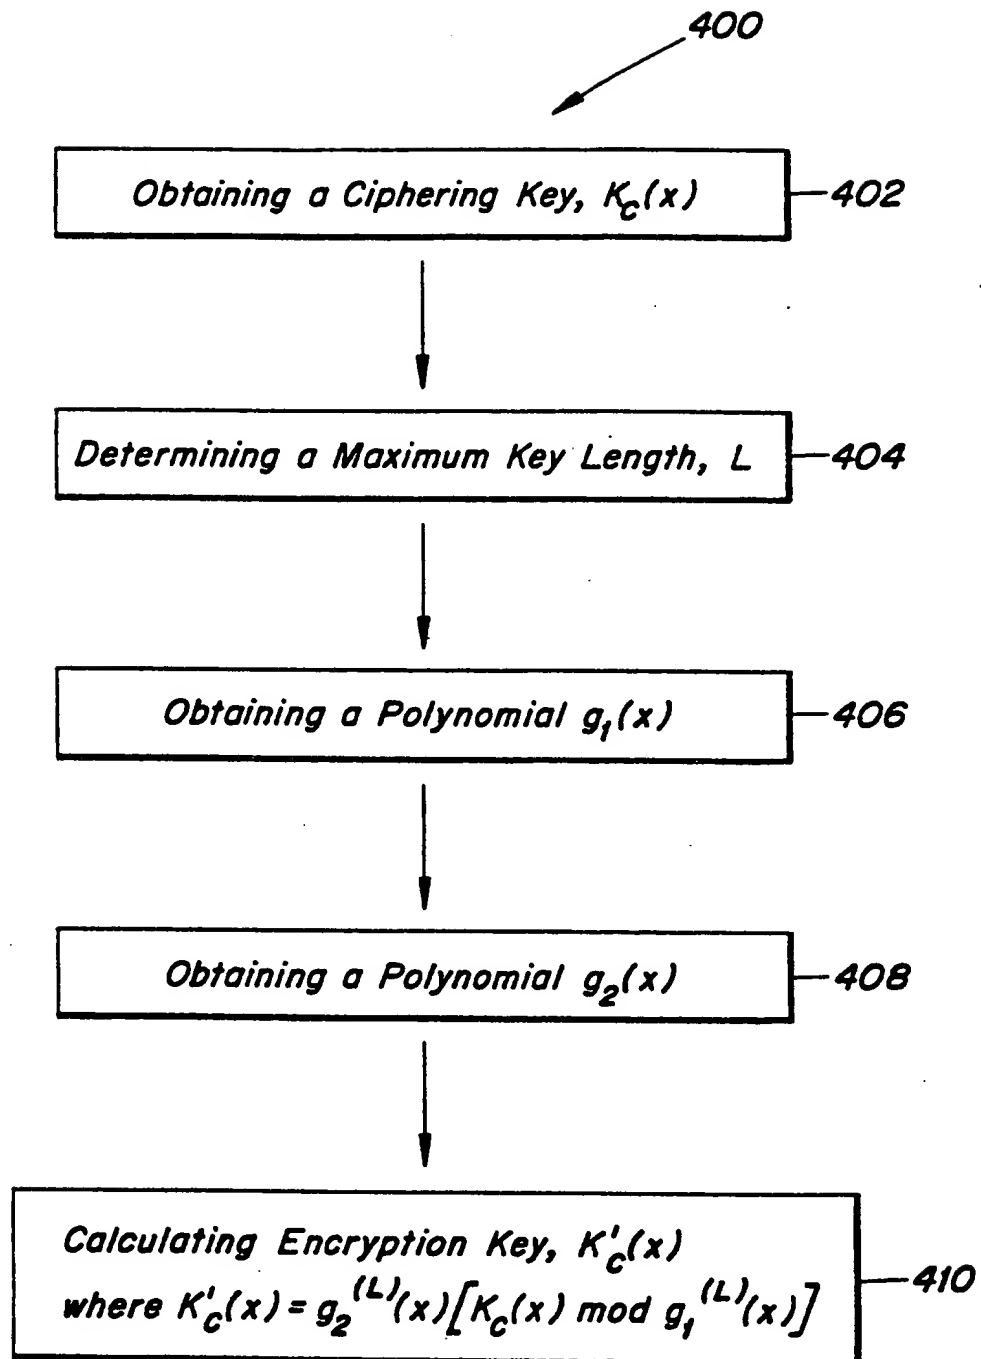 400
Obtaining a Ciphering Key, K_c(x) 402
Determining a Maximum Key Length, L 404
Obtaining a Polynomial g_1(x) 406
Obtaining a Polynomial g_2(x) 408
Calculating Encryption Key, K'_c(x)
where K'_c(x) = g_2^(L)(x)[K_c(x) mod g_1^(L)(x)] 410